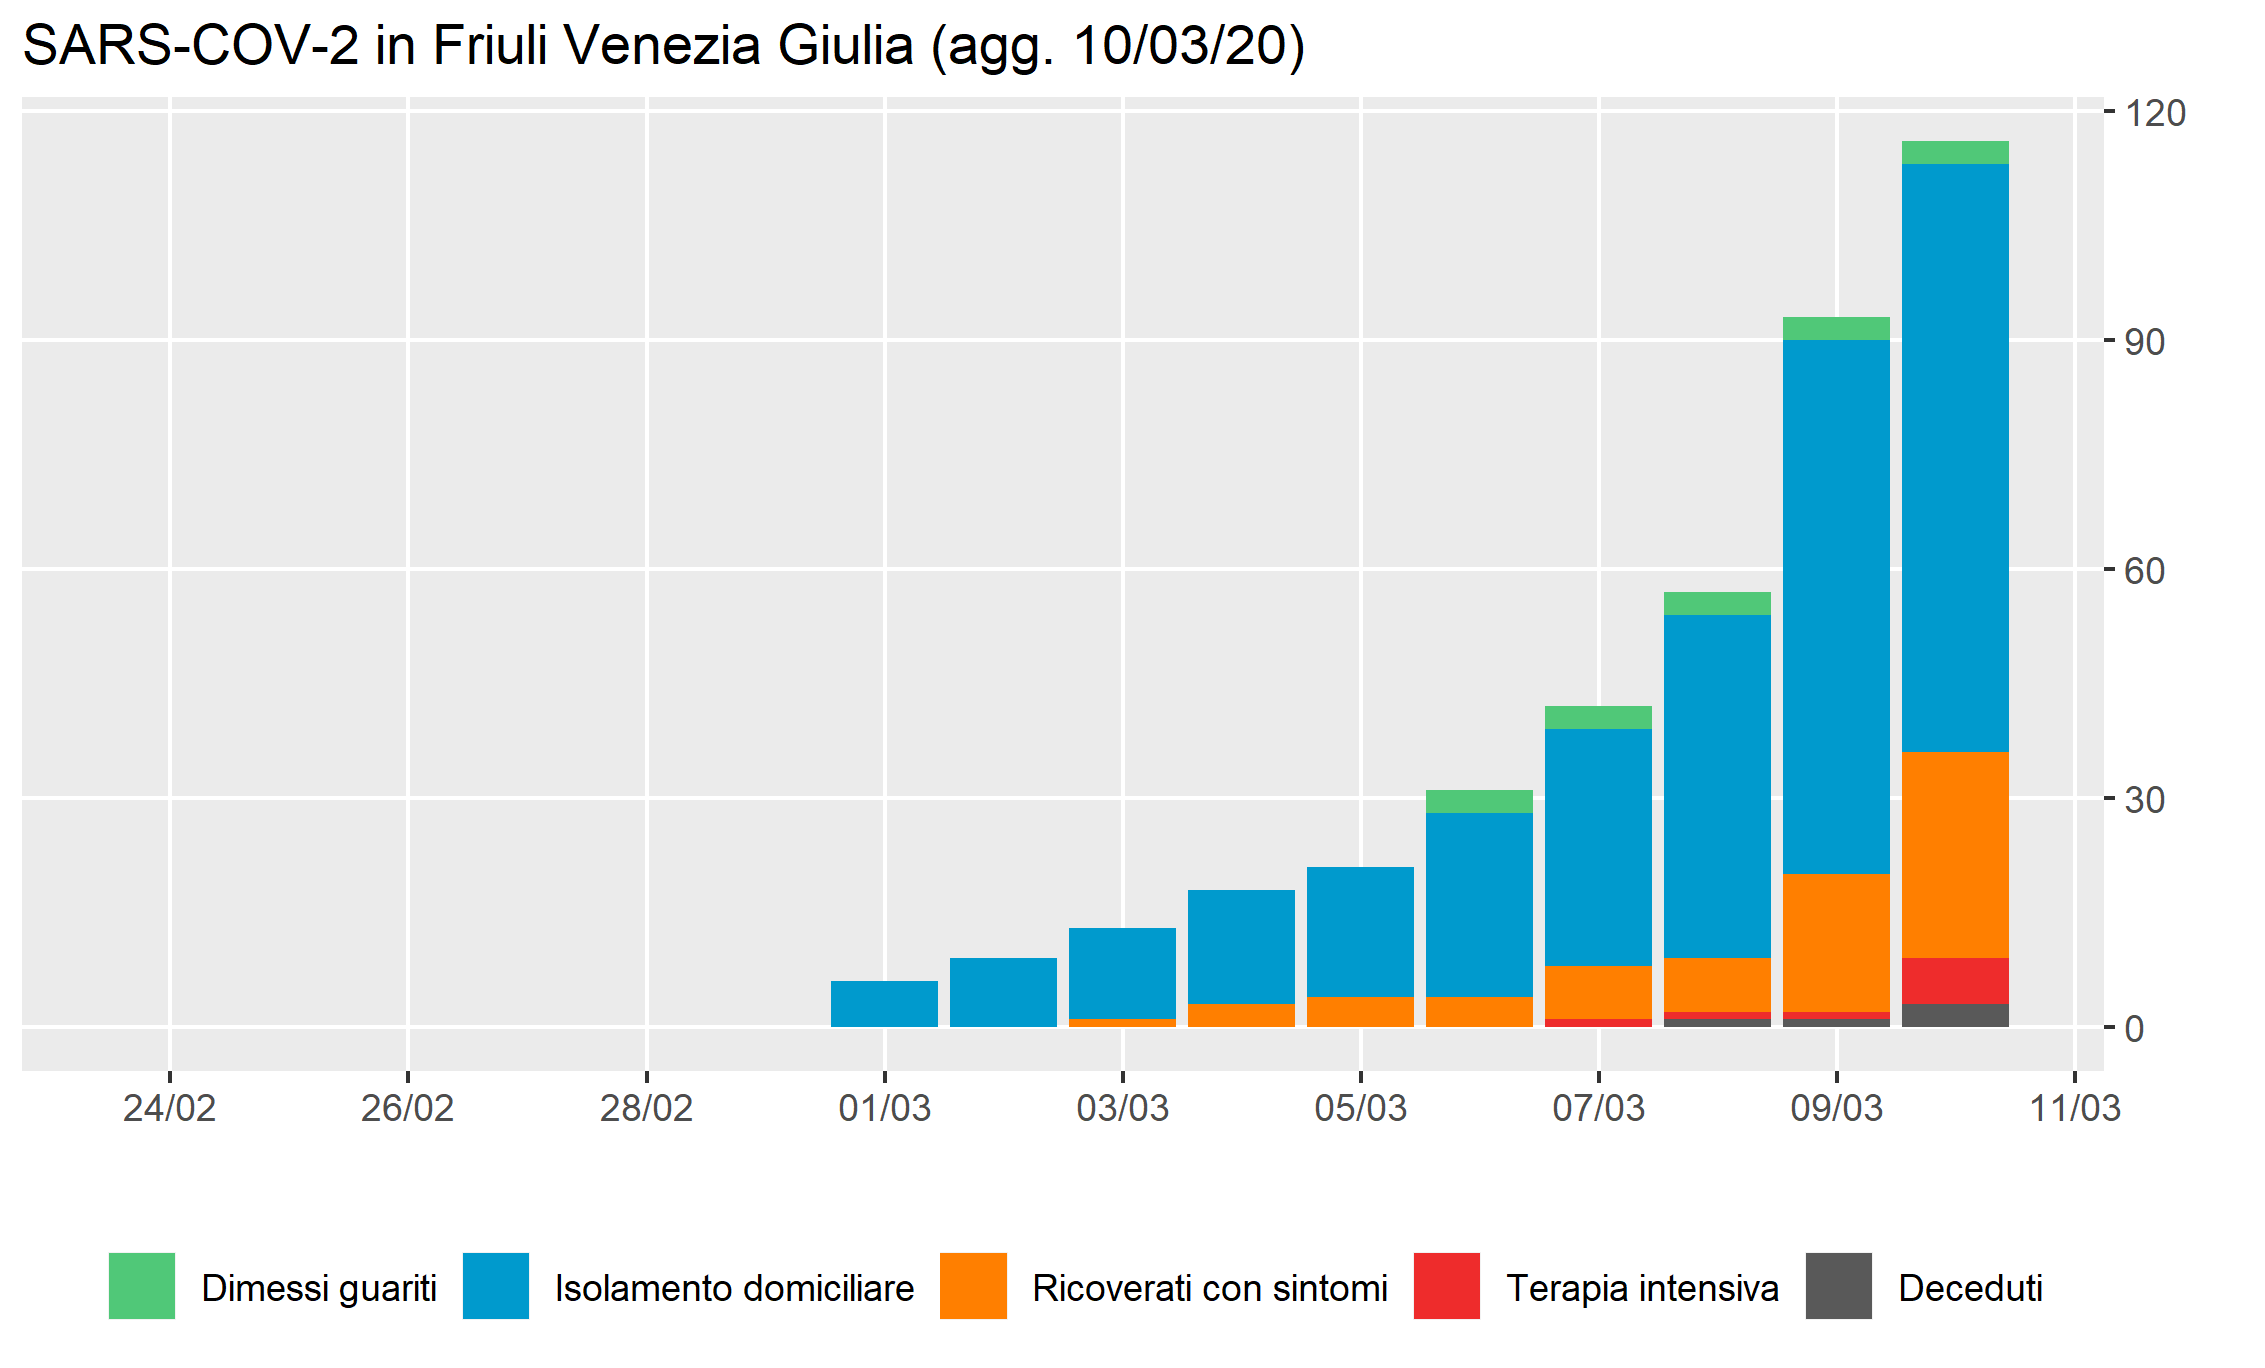 SARS-COV-2 in Friuli Venezia Giulia (agg. 10/03/20)
120
90
60
30
0
24/02 26/02 28/02 01/03 03/03 05/03 07/03 09/03 11/03
Dimessi guariti Isolamento domiciliare Ricoverati con sintomi Terapia intensiva Deceduti